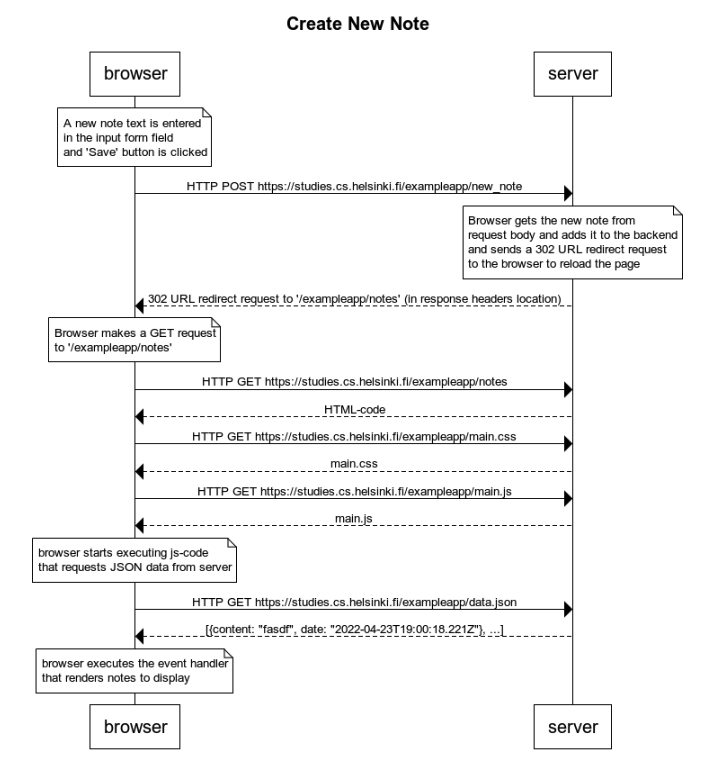 Create New Note
browser
server
A new note text is entered
in the input form field
and 'Save' button is clicked
HTTP POST https://studies.cs.helsinki.fi/exampleapp/new_note
Browser gets the new note from
request body and adds it to the backend
and sends a 302 URL redirect request
to the browser to reload the page
302 URL redirect request to '/exampleapp/notes' (in response headers location)
Browser makes a GET request
to '/exampleapp/notes'
HTTP GET https://studies.cs.helsinki.fi/exampleapp/notes
HTML-code
HTTP GET https://studies.cs.helsinki.fi/exampleapp/main.css
main.css
HTTP GET https://studies.cs.helsinki.fi/exampleapp/main.js
main.js
browser starts executing js-code
that requests JSON data from server
HTTP GET https://studies.cs.helsinki.fi/exampleapp/data.json
[{content: "fasdf", date: "2022-04-23T19:00:18.221Z"}, ...]
browser executes the event handler
that renders notes to display
browser
server